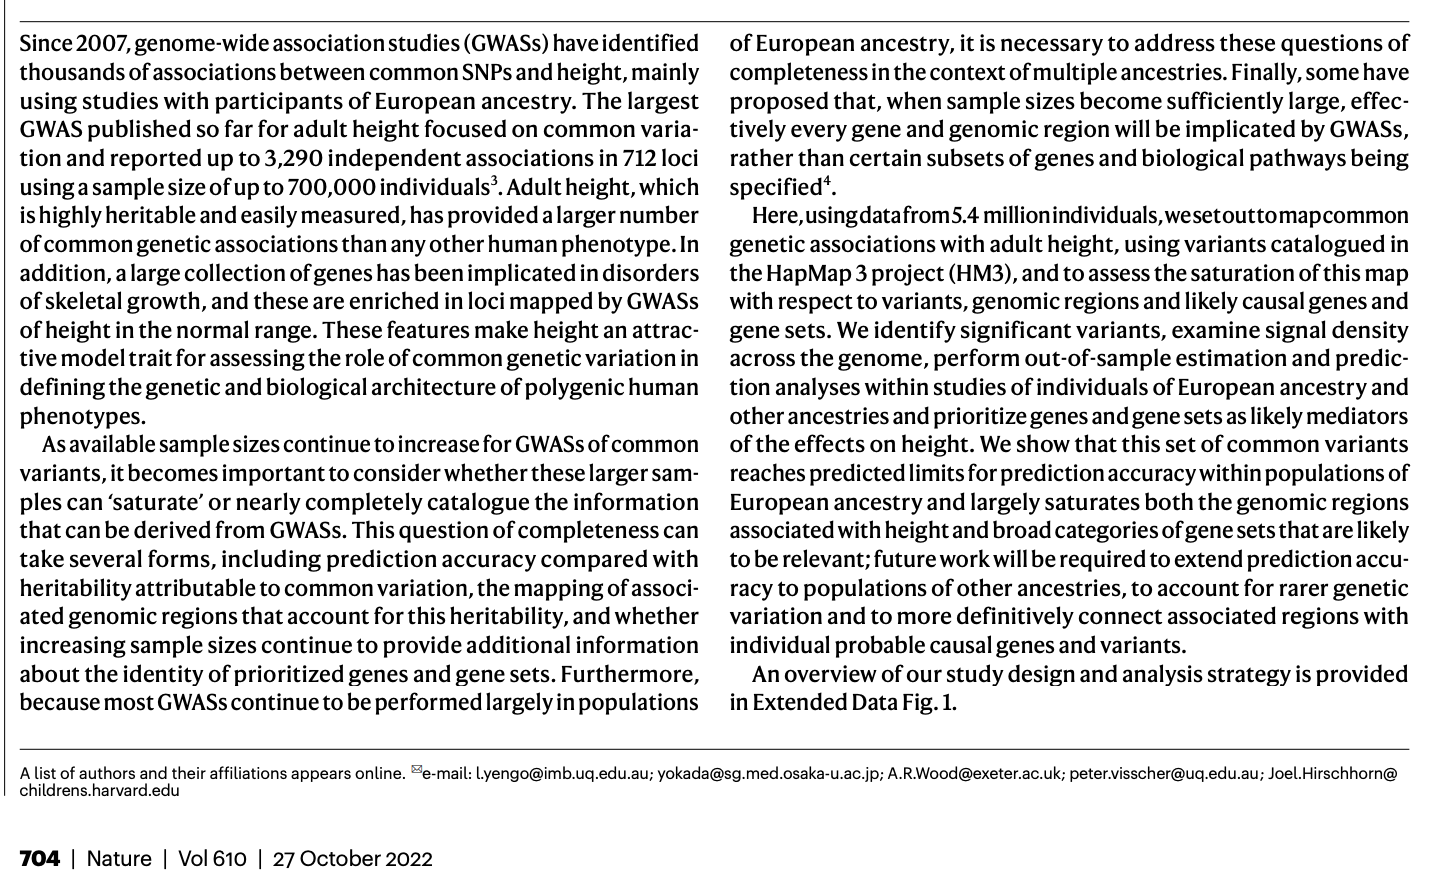 Since 2007, genome-wide association studies (GWASs) have identified
thousands of associations between common SNPs and height, mainly
using studies with participants of European ancestry. The largest
GWAS published so far for adult height focused on common varia-
tion and reported up to 3,290 independent associations in 712 loci
using a sample size of up to 700,000 individuals³. Adult height, which
is highly heritable and easily measured, has provided a larger number
of common genetic associations than any other human phenotype. In
addition, a large collection of genes has been implicated in disorders
of skeletal growth, and these are enriched in loci mapped by GWASs
of height in the normal range. These features make height an attrac-
tive model trait for assessing the role of common genetic variation in
defining the genetic and biological architecture of polygenic human
phenotypes.
As available sample sizes continue to increase for GWASs of common
variants, it becomes important to consider whether these larger sam-
ples can ‘saturate’ or nearly completely catalogue the information
that can be derived from GWASs. This question of completeness can
take several forms, including prediction accuracy compared with
heritability attributable to common variation, the mapping of associ-
ated genomic regions that account for this heritability, and whether
increasing sample sizes continue to provide additional information
about the identity of prioritized genes and gene sets. Furthermore,
because most GWASs continue to be performed largely in populations
of European ancestry, it is necessary to address these questions of
completeness in the context of multiple ancestries. Finally, some have
proposed that, when sample sizes become sufficiently large, effec-
tively every gene and genomic region will be implicated by GWASs,
rather than certain subsets of genes and biological pathways being
specified⁴.
Here, using data from 5.4 million individuals, we set out to map common
genetic associations with adult height, using variants catalogued in
the HapMap 3 project (HM3), and to assess the saturation of this map
with respect to variants, genomic regions and likely causal genes and
gene sets. We identify significant variants, examine signal density
across the genome, perform out-of-sample estimation and predic-
tion analyses within studies of individuals of European ancestry and
other ancestries and prioritize genes and gene sets as likely mediators
of the effects on height. We show that this set of common variants
reaches predicted limits for prediction accuracy within populations of
European ancestry and largely saturates both the genomic regions
associated with height and broad categories of gene sets that are likely
to be relevant; future work will be required to extend prediction accu-
racy to populations of other ancestries, to account for rarer genetic
variation and to more definitively connect associated regions with
individual probable causal genes and variants.
An overview of our study design and analysis strategy is provided
in Extended Data Fig. 1.
A list of authors and their affiliations appears online. ✉e-mail: l.yengo@imb.uq.edu.au; yokada@sg.med.osaka-u.ac.jp; A.R.Wood@exeter.ac.uk; peter.visscher@uq.edu.au; Joel.Hirschhorn@
childrens.harvard.edu
704 | Nature | Vol 610 | 27 October 2022